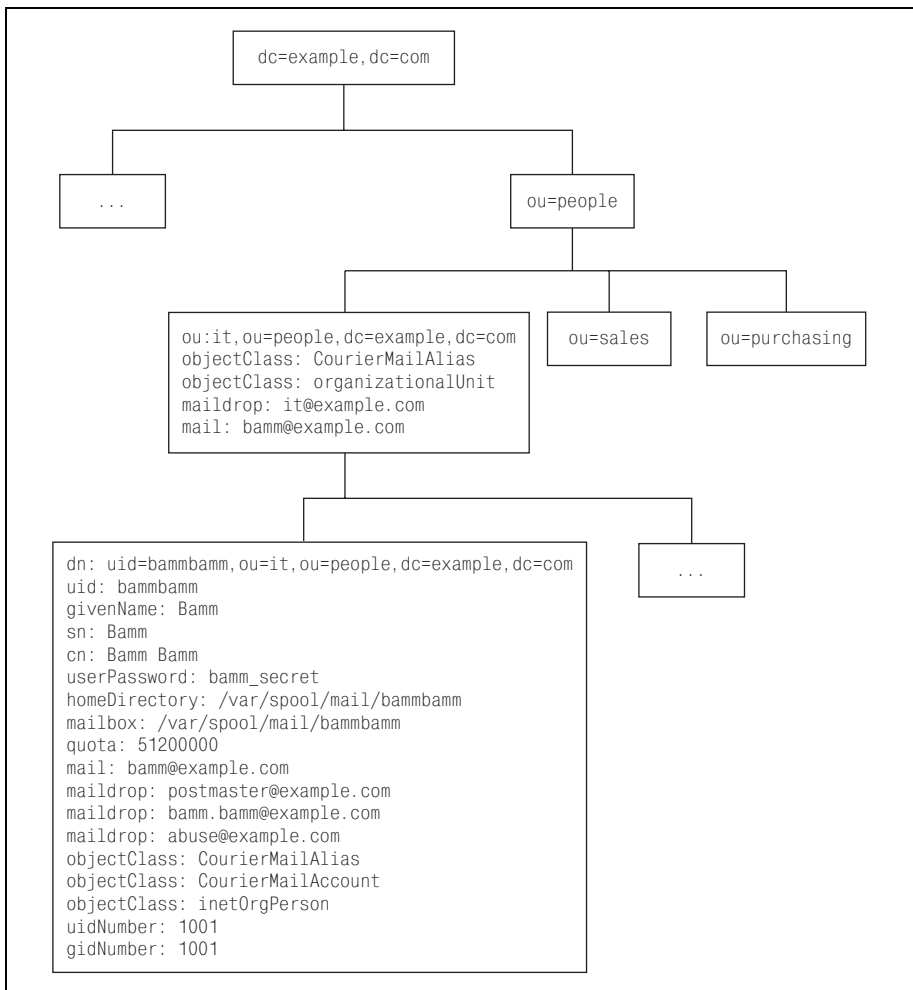 dc=example,dc=com
...
ou=people
ou:it,ou=people,dc=example,dc=com
objectClass: CourierMailAlias
objectClass: organizationalUnit
maildrop: it@example.com
mail: bamm@example.com
ou=sales
ou=purchasing
dn: uid=bammbamm,ou=it,ou=people,dc=example,dc=com
uid: bammbamm
givenName: Bamm
sn: Bamm
cn: Bamm Bamm
userPassword: bamm_secret
homeDirectory: /var/spool/mail/bammbamm
mailbox: /var/spool/mail/bammbamm
quota: 51200000
mail: bamm@example.com
maildrop: postmaster@example.com
maildrop: bamm.bamm@example.com
maildrop: abuse@example.com
objectClass: CourierMailAlias
objectClass: CourierMailAccount
objectClass: inetOrgPerson
uidNumber: 1001
gidNumber: 1001
...